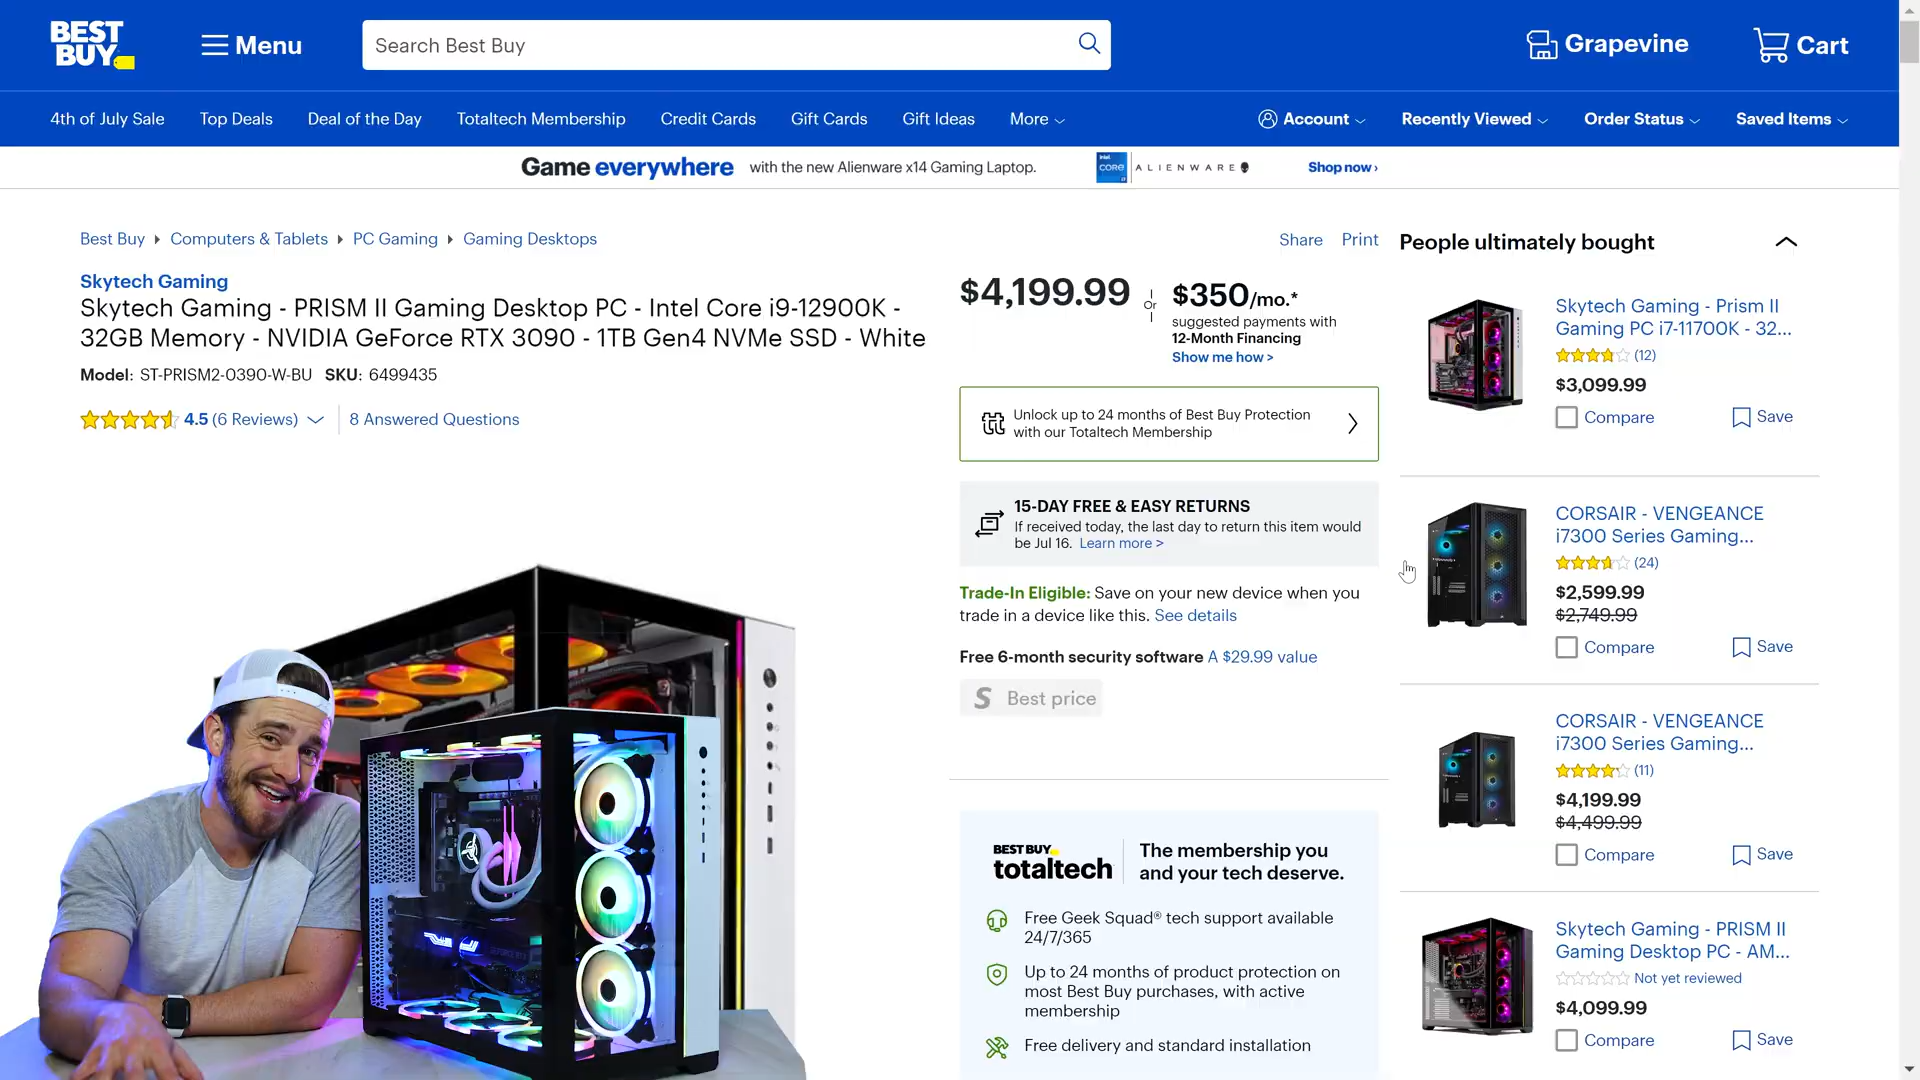 BEST BUY
Menu
Search Best Buy
Grapevine
Cart
4th of July Sale
Top Deals
Deal of the Day
Totaltech Membership
Credit Cards
Gift Cards
Gift Ideas
More
Account
Recently Viewed
Order Status
Saved Items
Game everywhere with the new Alienware x14 Gaming Laptop.
intel CORE i7
ALIENWARE
Shop now ›
Best Buy
Computers & Tablets
PC Gaming
Gaming Desktops
Share
Print
Skytech Gaming
Skytech Gaming - PRISM II Gaming Desktop PC - Intel Core i9-12900K -
32GB Memory - NVIDIA GeForce RTX 3090 - 1TB Gen4 NVMe SSD - White
Model: ST-PRISM2-0390-W-BU SKU: 6499435
4.5 (6 Reviews)
8 Answered Questions
$4,199.99
Or
$350/mo.*
suggested payments with
12-Month Financing
Show me how >
Unlock up to 24 months of Best Buy Protection
with our Totaltech Membership
15-DAY FREE & EASY RETURNS
If received today, the last day to return this item would
be Jul 16. Learn more >
Trade-In Eligible: Save on your new device when you
trade in a device like this. See details
Free 6-month security software A $29.99 value
S Best price
BEST BUY
totaltech
The membership you
and your tech deserve.
Free Geek Squad® tech support available
24/7/365
Up to 24 months of product protection on
most Best Buy purchases, with active
membership
Free delivery and standard installation
People ultimately bought
Skytech Gaming - Prism II
Gaming PC i7-11700K - 32...
(12)
$3,099.99
Compare
Save
CORSAIR - VENGEANCE
i7300 Series Gaming...
(24)
$2,599.99
$2,749.99
Compare
Save
CORSAIR - VENGEANCE
i7300 Series Gaming...
(11)
$4,199.99
$4,499.99
Compare
Save
Skytech Gaming - PRISM II
Gaming Desktop PC - AM...
Not yet reviewed
$4,099.99
Compare
Save